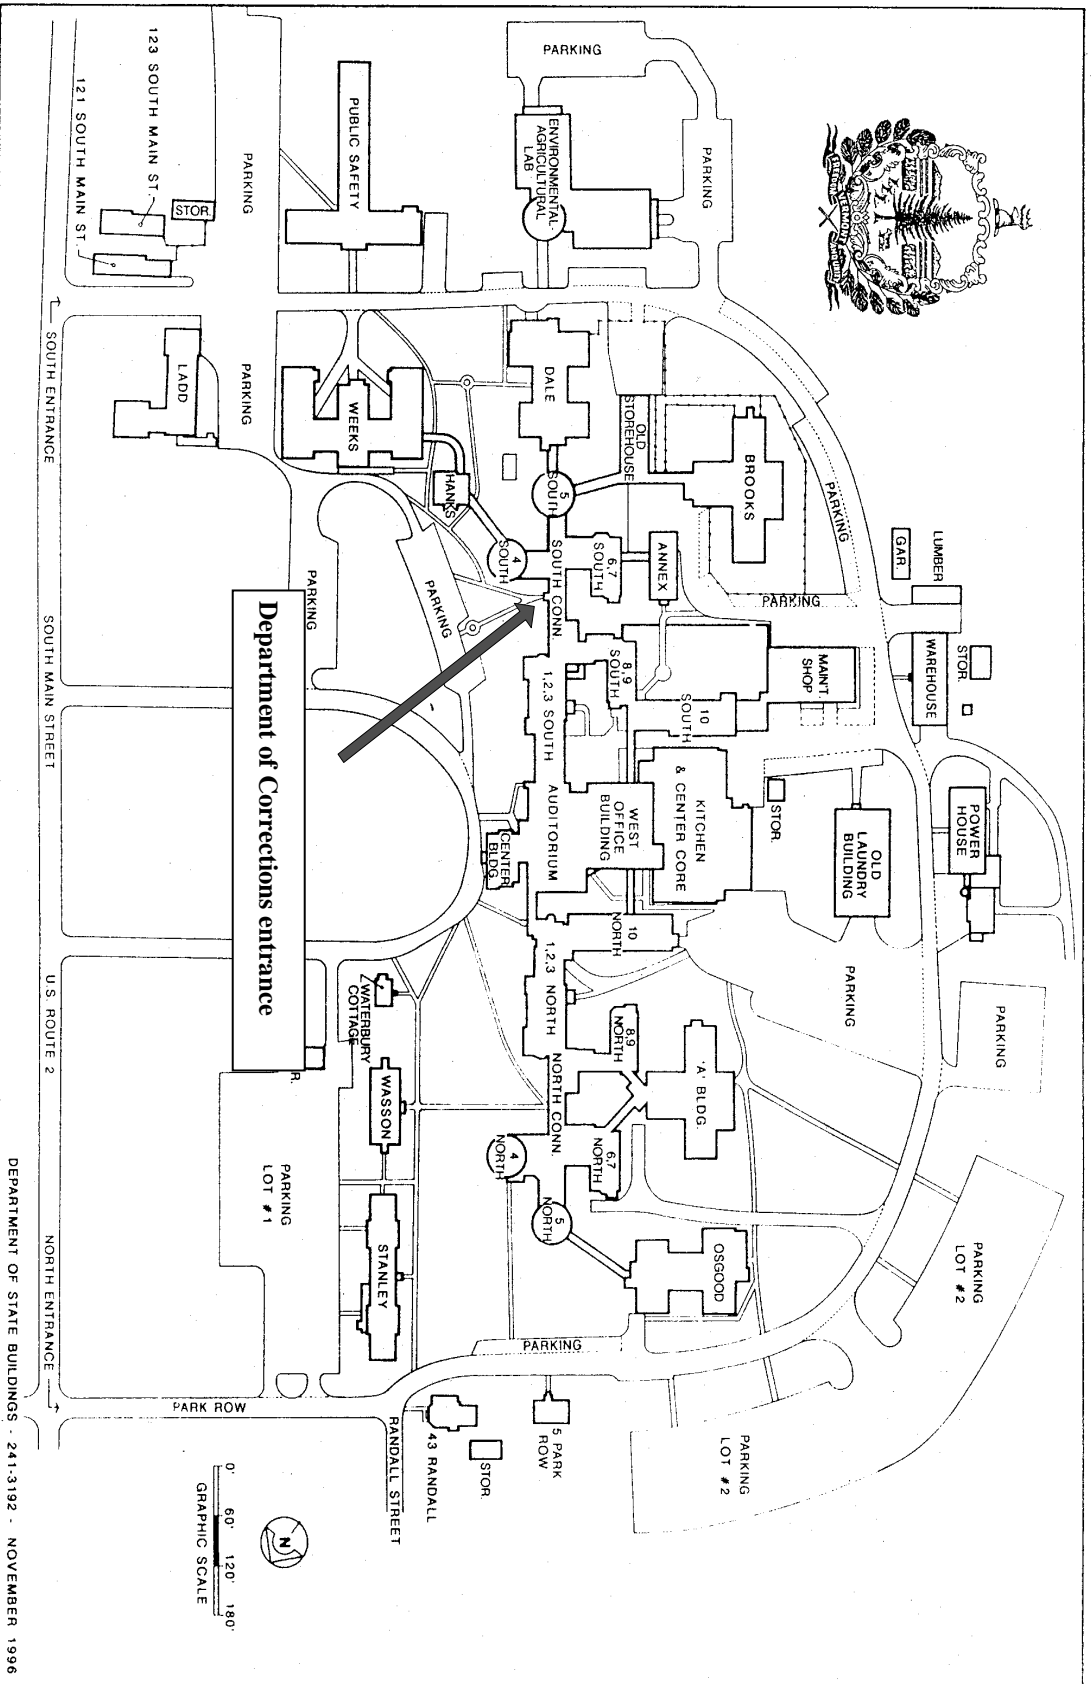 PARKING
PARKING
ENVIRONMENTAL-
AGRICULTURAL
LAB
PUBLIC SAFETY
PARKING
STOR.
123 SOUTH MAIN ST.
121 SOUTH MAIN ST.
VERMONT
SOUTH ENTRANCE
LADD
PARKING
WEEKS
HANKS
DALE
OLD
STOREHOUSE
BROOKS
PARKING
5
SOUTH
4
SOUTH
SOUTH CONN.
6,7
SOUTH
ANNEX
PARKING
LUMBER
GAR.
WAREHOUSE
STOR.
MAINT.
SHOP
8,9
SOUTH
10
SOUTH
1,2,3 SOUTH
PARKING
PARKING
SOUTH MAIN STREET
Department of Corrections entrance
AUDITORIUM
CENTER
BLDG.
WEST
OFFICE
BUILDING
KITCHEN
& CENTER CORE
STOR.
OLD
LAUNDRY
BUILDING
POWER
HOUSE
10
NORTH
1,2,3 NORTH
8,9
NORTH
'A' BLDG.
PARKING
PARKING
U.S. ROUTE 2
WATERBURY
COTTAGE
R.
WASSON
NORTH CONN.
4
NORTH
5
NORTH
6,7
NORTH
OSGOOD
PARKING
LOT #1
STANLEY
PARKING
LOT #2
PARKING
NORTH ENTRANCE
PARK ROW
RANDALL STREET
43 RANDALL
STOR.
5 PARK
ROW
PARKING
LOT #2
N
0' 60' 120' 180'
GRAPHIC SCALE
DEPARTMENT OF STATE BUILDINGS - 241-3192 - NOVEMBER 1996